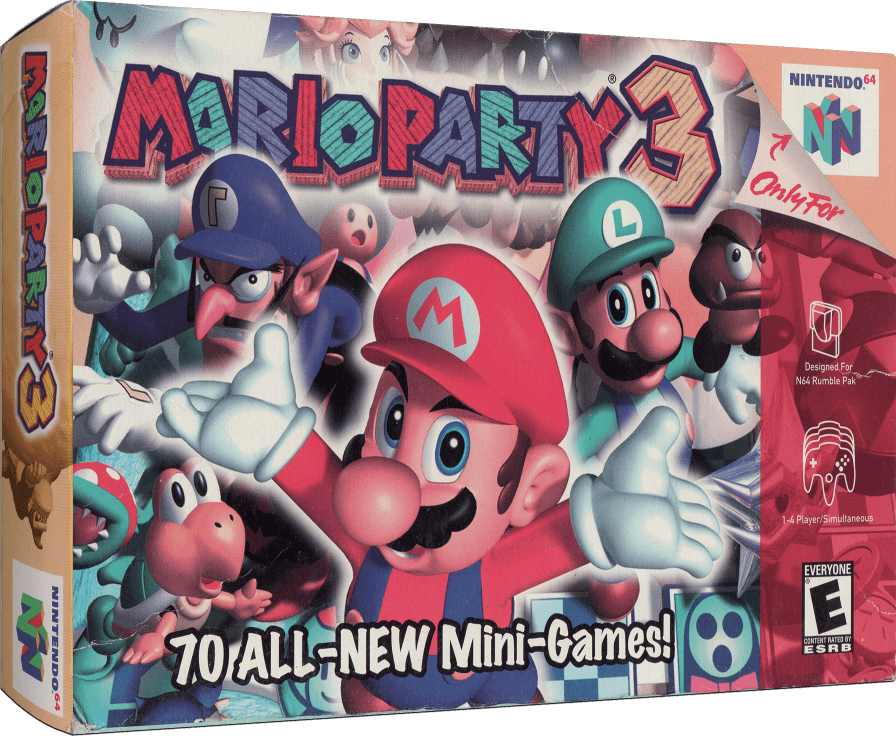 MARIO PARTY 3
®
NINTENDO.64
N
Only For
MARIO PARTY 3
®
Γ
M
L
Designed For
N64 Rumble Pak™
1-4 Player/Simultaneous
70 ALL-NEW Mini-Games!
EVERYONE
E
®
CONTENT RATED BY
ESRB
NINTENDO.64
N